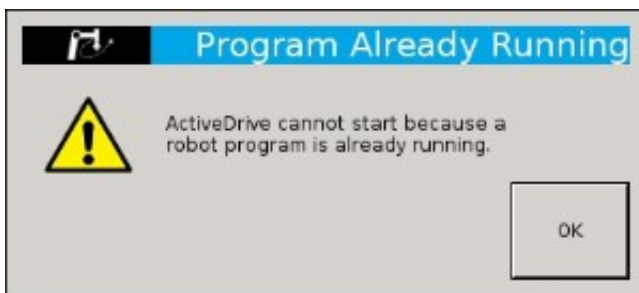 Program Already Running
ActiveDrive cannot start because a
robot program is already running.
OK